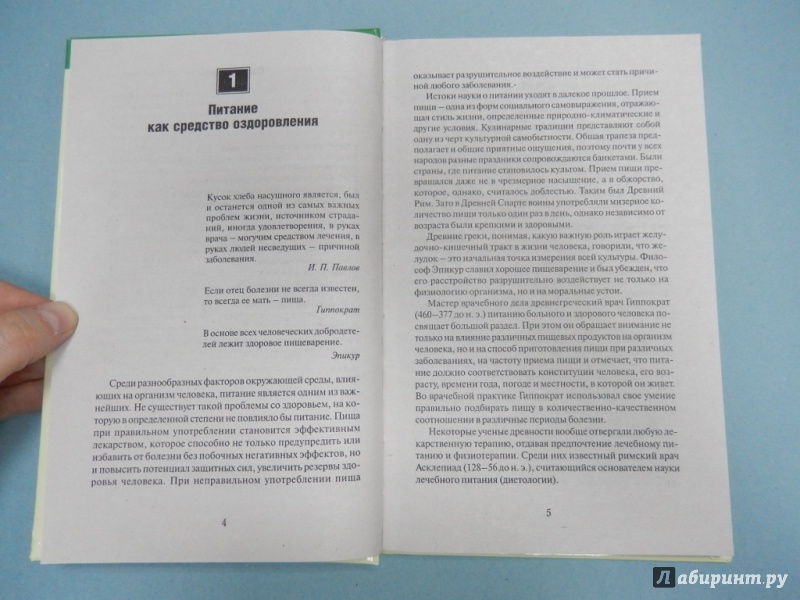 1
Питание
как средство оздоровления
Кусок хлеба насущного является, был
и останется одной из самых важных
проблем жизни, источником страда-
ний, иногда удовлетворения, в руках
врача – могучим средством лечения, в
руках людей несведущих – причиной
заболевания.
И. П. Павлов
Если отец болезни не всегда известен,
то всегда ее мать – пища.
Гиппократ
В основе всех человеческих добродете-
лей лежит здоровое пищеварение.
Эпикур
Среди разнообразных факторов окружающей среды, влия-
ющих на организм человека, питание является одним из важ-
нейших. Не существует такой проблемы со здоровьем, на ко-
торую в определенной степени не повлияло бы питание. Пища
при правильном употреблении становится эффективным
лекарством, которое способно не только предупредить или
избавить от болезни без побочных негативных эффектов, но
и повысить потенциал защитных сил, увеличить резервы здо-
ровья человека. При неправильном употреблении пища
4
оказывает разрушительное воздействие и может стать причи-
ной любого заболевания.
Истоки науки о питании уходят в далекое прошлое. Прием
пищи – одна из форм социального самовыражения, отражаю-
щая стиль жизни, определенные природно-климатические и
другие условия. Кулинарные традиции представляют собой
одну из черт культурной самобытности. Общая трапеза пред-
полагает и общие приятные ощущения, поэтому почти у всех
народов разные праздники сопровождаются банкетами. Были
страны, где питание становилось культом. Прием пищи пре-
вращался даже не в чрезмерное насыщение, а в обжорство,
которое, однако, считалось доблестью. Таким был Древний
Рим. Зато в Древней Спарте воины употребляли мизерное ко-
личество пищи только один раз в день, однако независимо от
возраста были крепкими и здоровыми.
Древние греки, понимая, какую важную роль играет желу-
дочно-кишечный тракт в жизни человека, говорили, что же-
лудок – это начальная точка измерения всей культуры. Фило-
соф Эпикур славил хорошее пищеварение и был убежден, что
его расстройство разрушительно воздействует не только на
физиологию организма, но и на моральные устои.
Мастер врачебного дела древнегреческий врач Гиппократ
(460–377 до н. э.) питанию больного и здорового человека по-
свящает большой раздел. При этом он обращает внимание не
только на влияние различных пищевых продуктов на организм
человека, но и на способ приготовления пищи при различных
заболеваниях, на частоту приема пищи и отмечает, что пита-
ние должно соответствовать конституции человека, его воз-
расту, времени года, погоде и местности, в которой он живет.
Во врачебной практике Гиппократ использовал свое умение
правильно подбирать пищу в количественно-качественном
соотношении в различные периоды болезни.
Некоторые ученые древности вообще отвергали любую ле-
карственную терапию, отдавая предпочтение лечебному пи-
танию и физиотерапии. Среди них известный римский врач
Асклепиад (128–56 до н. э.), считающийся основателем науки
лечебного питания (диетологии).
5
Лабиринт.ру